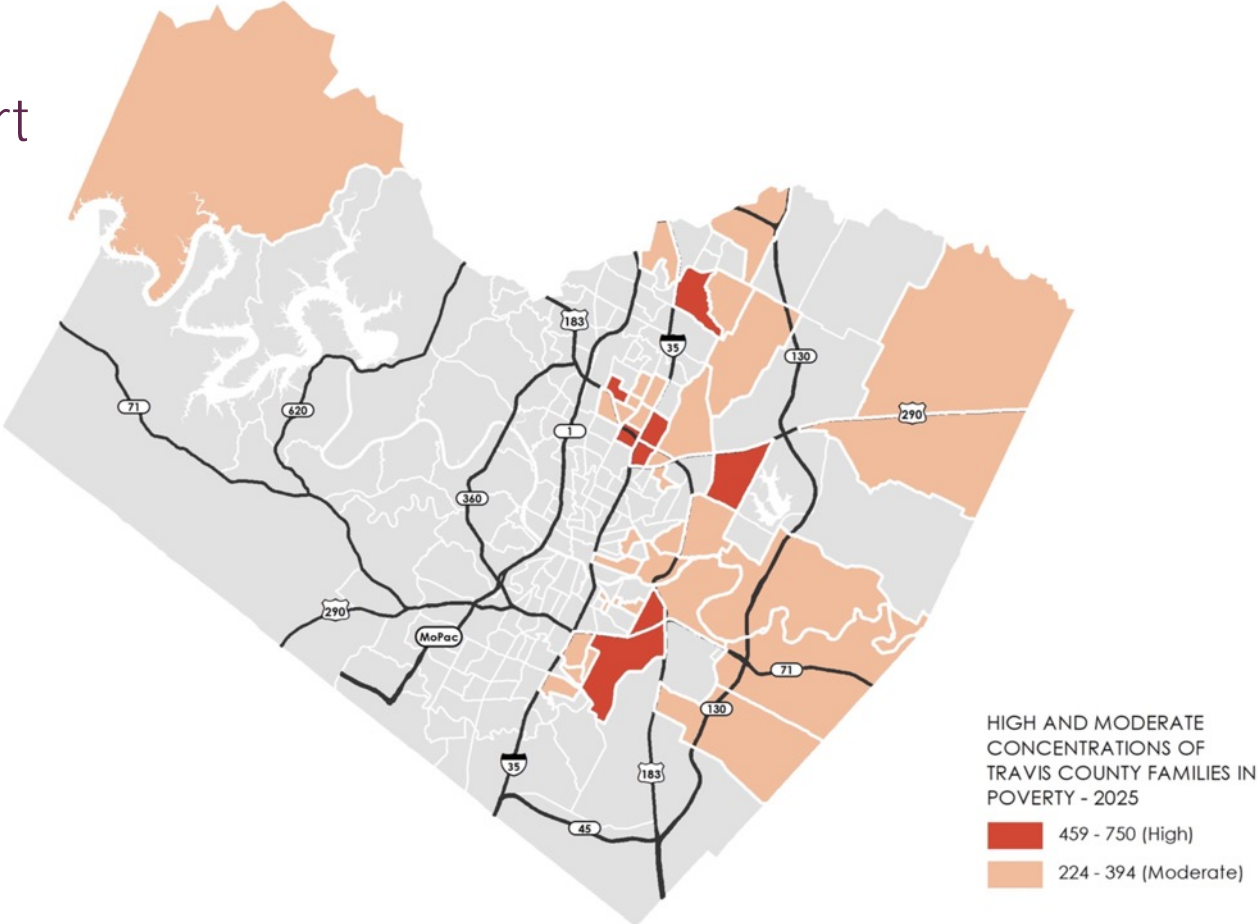 rt
183
35
130
290
71
620
1
360
290
MoPac
71
130
35
183
45
HIGH AND MODERATE
CONCENTRATIONS OF
TRAVIS COUNTY FAMILIES IN
POVERTY - 2025
459 - 750 (High)
224 - 394 (Moderate)